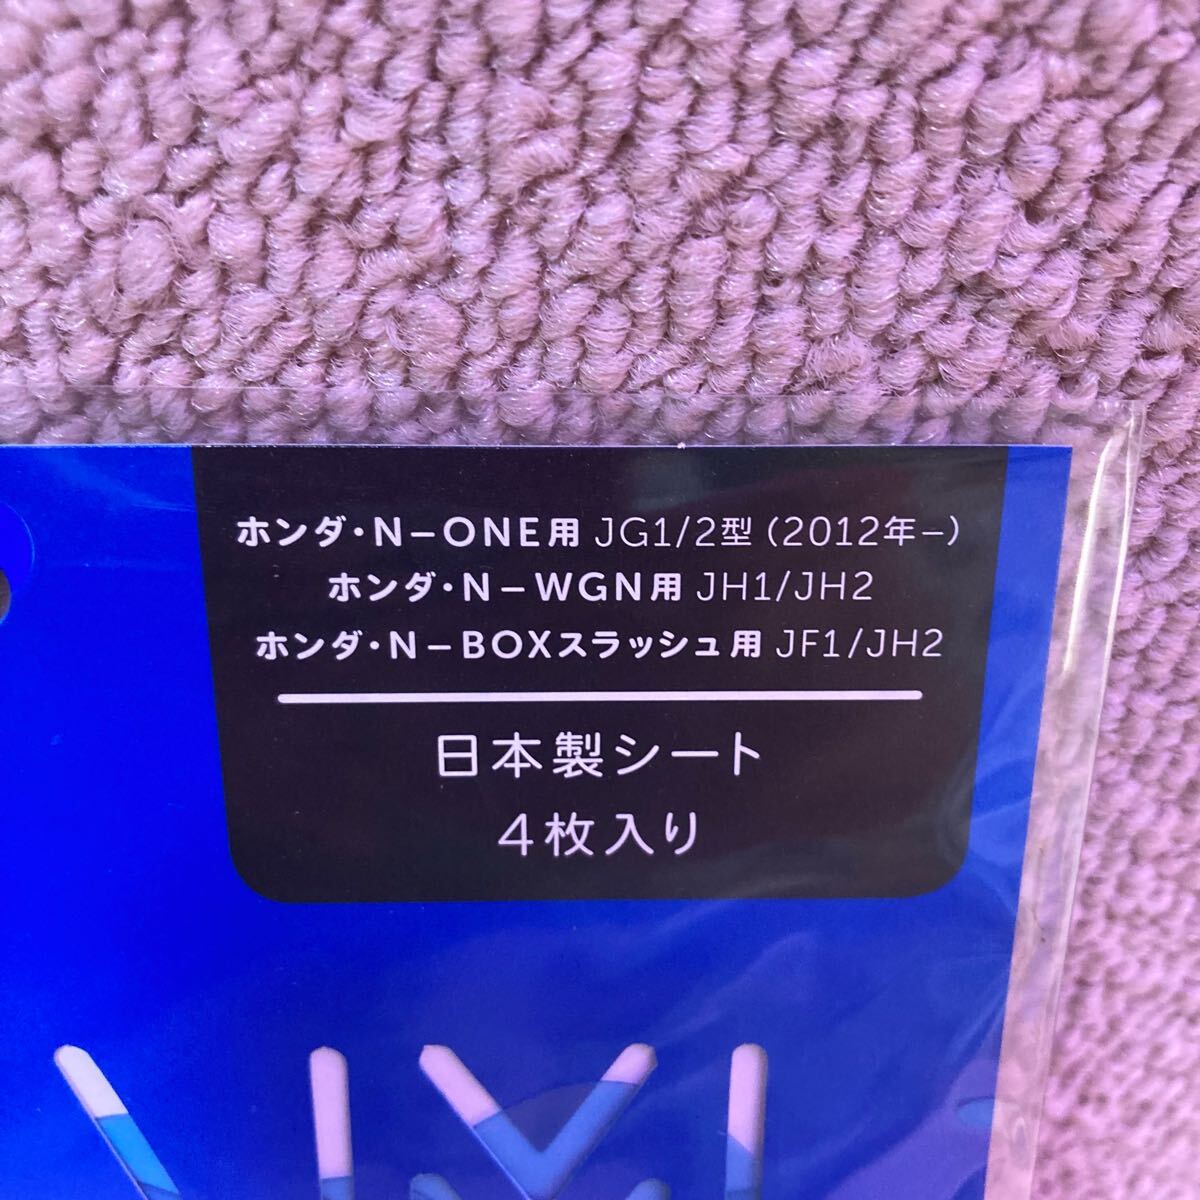 ホンダ・N−ONE用 JG1/2型（2012年−）
ホンダ・N−WGN用 JH1/JH2
ホンダ・N−BOXスラッシュ用 JF1/JH2
日本製シート
4枚入り